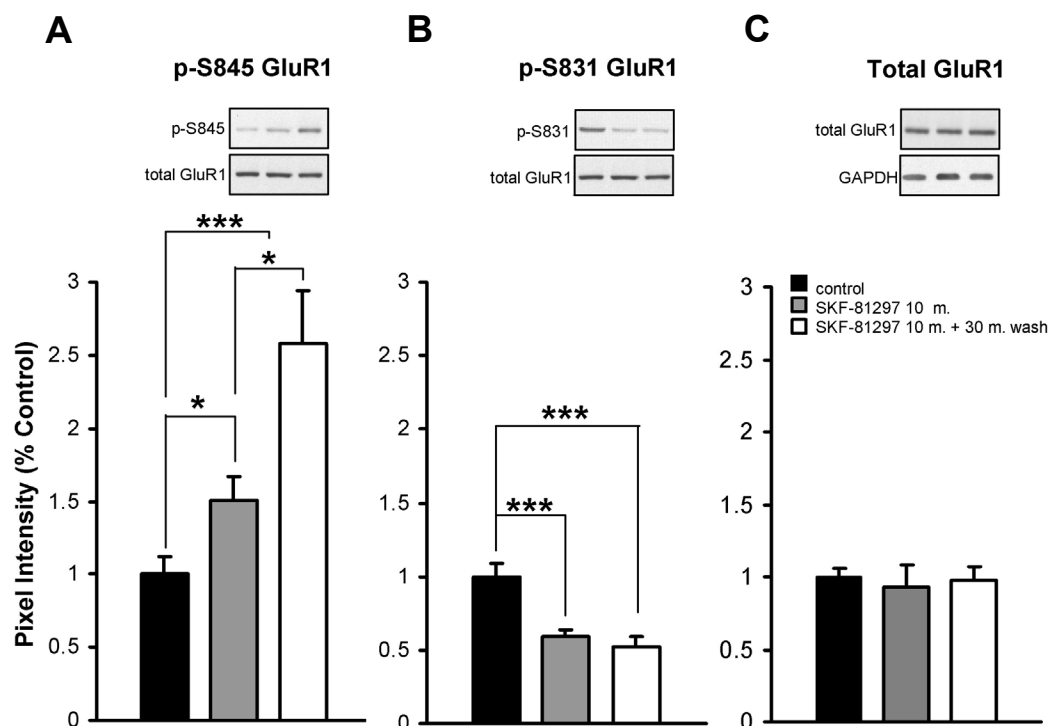 A
p-S845 GluR1
p-S845
total GluR1
***
*
*
3
2.5
2
1.5
1
0.5
0
Pixel Intensity (% Control)
B
p-S831 GluR1
p-S831
total GluR1
***
***
3
2.5
2
1.5
1
0.5
0
C
Total GluR1
total GluR1
GAPDH
control
SKF-81297 10 m.
SKF-81297 10 m. + 30 m. wash
3
2.5
2
1.5
1
0.5
0